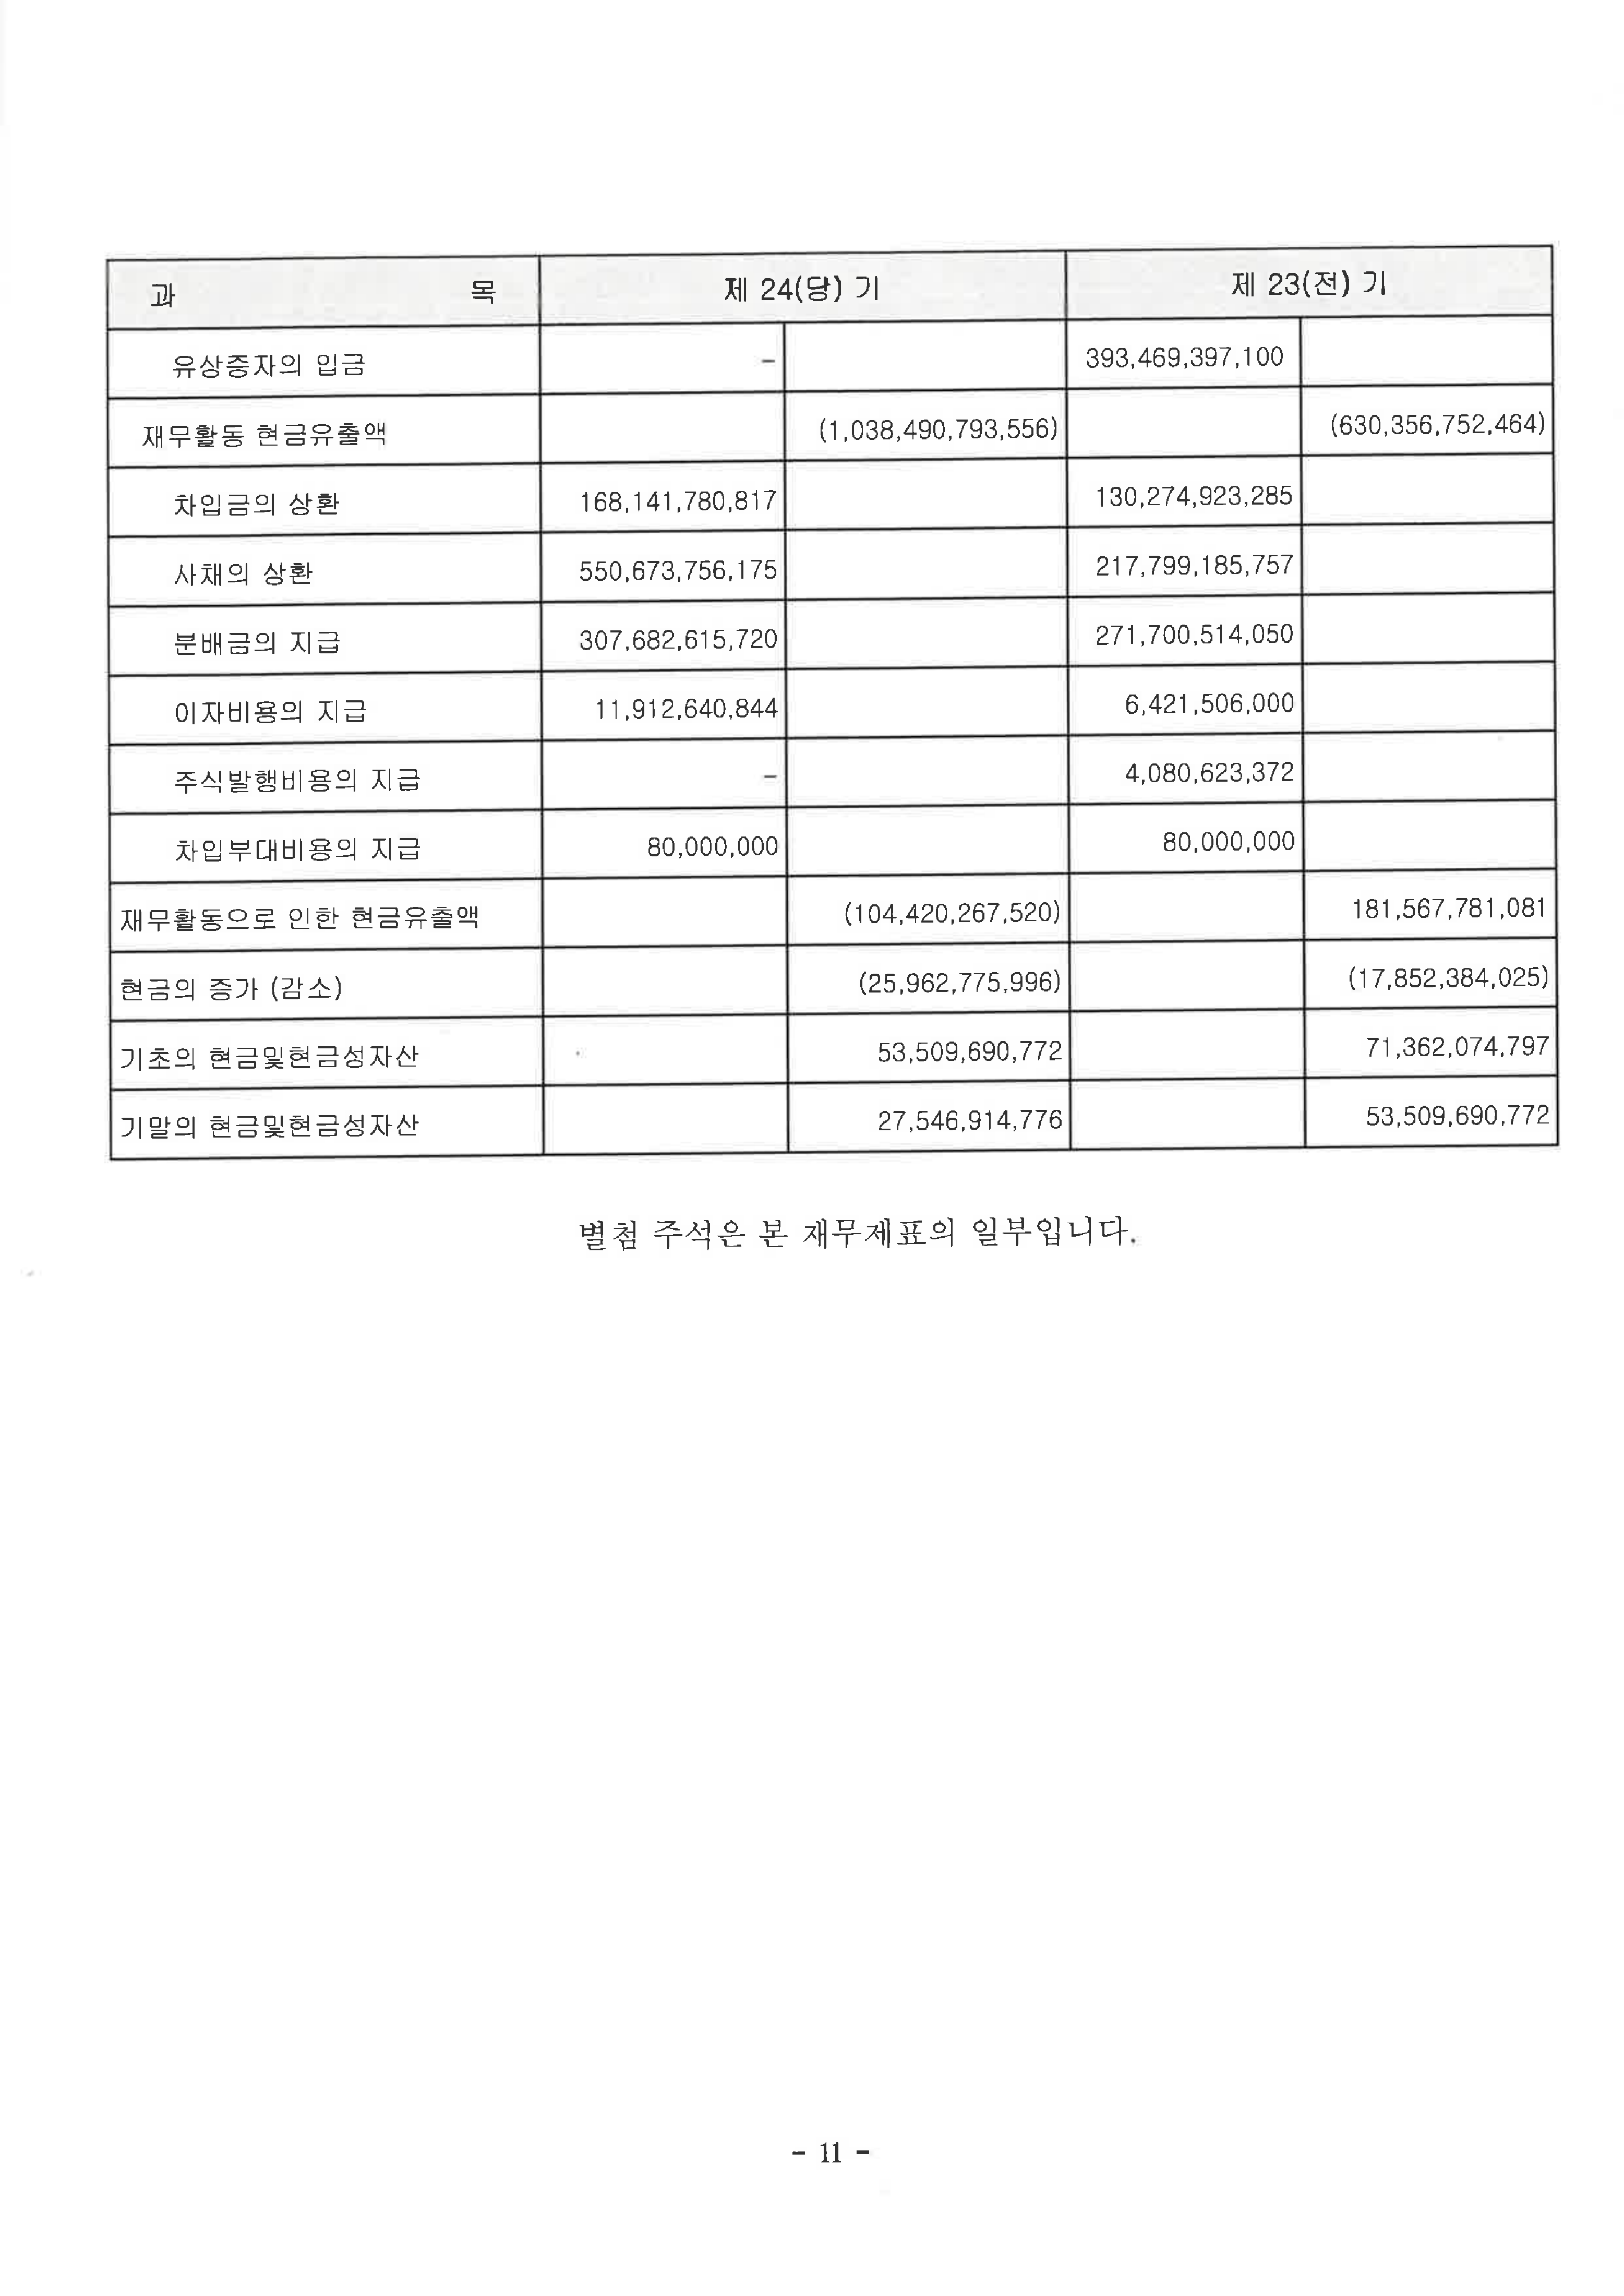 과 목 제 24(당) 기 제 23(전) 기
유상증자의 입금 - 393,469,397,100
재무활동 현금유출액 (1,038,490,793,556) (630,356,752,464)
차입금의 상환 168,141,780,817 130,274,923,285
사채의 상환 550,673,756,175 217,799,185,757
분배금의 지급 307,682,615,720 271,700,514,050
이자비용의 지급 11,912,640,844 6,421,506,000
주식발행비용의 지급 - 4,080,623,372
차입부대비용의 지급 80,000,000 80,000,000
재무활동으로 인한 현금유출액 (104,420,267,520) 181,567,781,081
현금의 증가 (감소) (25,962,775,996) (17,852,384,025)
기초의 현금및현금성자산 53,509,690,772 71,362,074,797
기말의 현금및현금성자산 27,546,914,776 53,509,690,772
별첨 주석은 본 재무제표의 일부입니다.
- 11 -